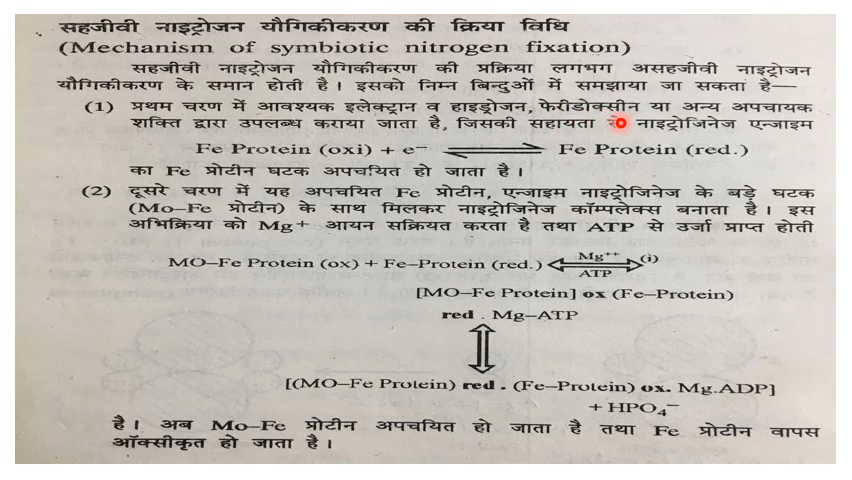 सहजीवी नाइट्रोजन यौगिकीकरण की क्रिया विधि
(Mechanism of symbiotic nitrogen fixation)
सहजीवी नाइट्रोजन यौगिकीकरण की प्रक्रिया लगभग असहजीवी नाइट्रोजन
यौगिकीकरण के समान होती है। इसको निम्न बिन्दुओं में समझाया जा सकता है—
(1) प्रथम चरण में आवश्यक इलेक्ट्रान व हाइड्रोजन, फेरीडोक्सीन या अन्य अपचायक
शक्ति द्वारा उपलब्ध कराया जाता है, जिसकी सहायता नाइट्रोजिनेज एन्जाइम
Fe Protein (oxi) + e⁻ ⇌ Fe Protein (red.)
का Fe प्रोटीन घटक अपचयित हो जाता है।
(2) दूसरे चरण में यह अपचयित Fe प्रोटीन, एन्जाइम नाइट्रोजिनेज के बड़े घटक
(Mo–Fe प्रोटीन) के साथ मिलकर नाइट्रोजिनेज कॉम्पलेक्स बनाता है। इस
अभिक्रिया को Mg⁺ आयन सक्रियत करता है तथा ATP से उर्जा प्राप्त होती
Mg⁺⁺
MO–Fe Protein (ox) + Fe–Protein (red.) ⇌ (i)
ATP
[MO–Fe Protein] ox (Fe–Protein)
red . Mg–ATP
⇕
[(MO–Fe Protein) red . (Fe–Protein) ox. Mg.ADP]
+ HPO₄⁻
है। अब Mo–Fe प्रोटीन अपचयित हो जाता है तथा Fe प्रोटीन वापस
ऑक्सीकृत हो जाता है।